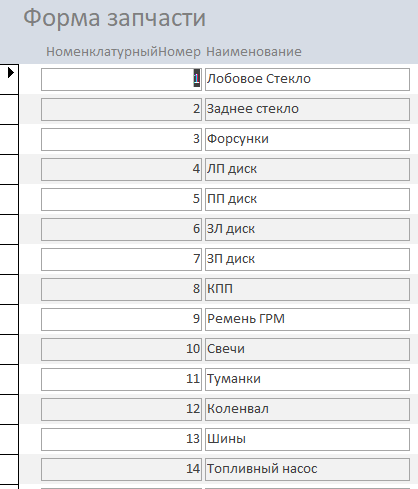 Форма запчасти
НоменклатурныйНомер Наименование
1 Лобовое Стекло
2 Заднее стекло
3 Форсунки
4 ЛП диск
5 ПП диск
6 ЗЛ диск
7 ЗП диск
8 КПП
9 Ремень ГРМ
10 Свечи
11 Туманки
12 Коленвал
13 Шины
14 Топливный насос